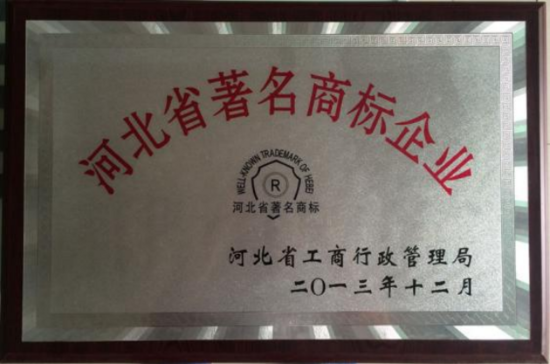 河北省著名商标企业
WELL-KNOWN TRADEMARK OF HEBEI
R
河北省著名商标
河北省工商行政管理局
二〇一三年十二月